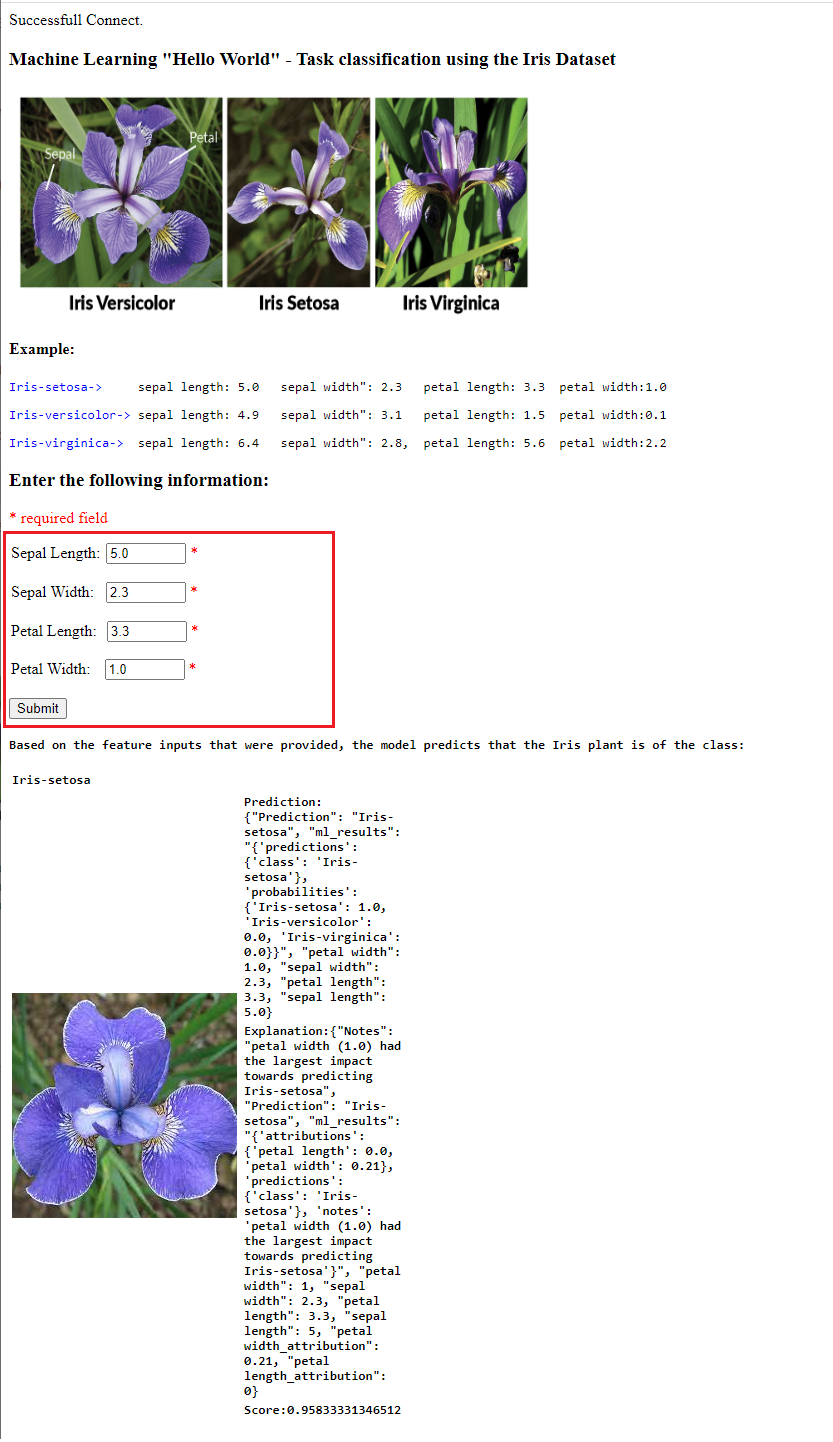 Successfull Connect.
Machine Learning "Hello World" - Task classification using the Iris Dataset
Sepal
Petal
Iris Versicolor
Iris Setosa
Iris Virginica
Example:
Iris-setosa-> sepal length: 5.0 sepal width": 2.3 petal length: 3.3 petal width:1.0
Iris-versicolor-> sepal length: 4.9 sepal width": 3.1 petal length: 1.5 petal width:0.1
Iris-virginica-> sepal length: 6.4 sepal width": 2.8, petal length: 5.6 petal width:2.2
Enter the following information:
* required field
Sepal Length: 5.0 *
Sepal Width: 2.3 *
Petal Length: 3.3 *
Petal Width: 1.0 *
Submit
Based on the feature inputs that were provided, the model predicts that the Iris plant is of the class:
Iris-setosa
Prediction:
{"Prediction": "Iris-
setosa", "ml_results":
"{'predictions':
{'class': 'Iris-
setosa'},
'probabilities':
{'Iris-setosa': 1.0,
'Iris-versicolor':
0.0, 'Iris-virginica':
0.0}}", "petal width":
1.0, "sepal width":
2.3, "petal length":
3.3, "sepal length":
5.0}
Explanation:{"Notes":
"petal width (1.0) had
the largest impact
towards predicting
Iris-setosa",
"Prediction": "Iris-
setosa", "ml_results":
"{'attributions':
{'petal length': 0.0,
'petal width': 0.21},
'predictions':
{'class': 'Iris-
setosa'}, 'notes':
'petal width (1.0) had
the largest impact
towards predicting
Iris-setosa'}", "petal
width": 1, "sepal
width": 2.3, "petal
length": 3.3, "sepal
length": 5, "petal
width_attribution":
0.21, "petal
length_attribution":
0}
Score:0.95833331346512